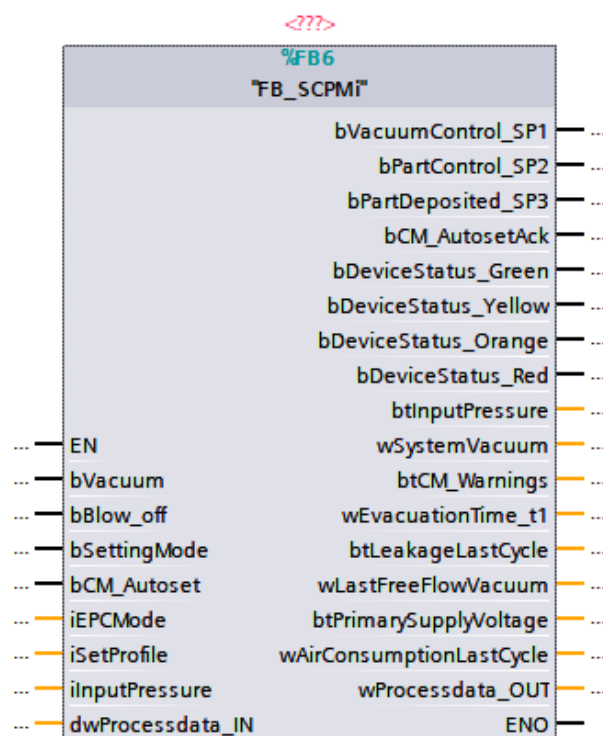 <???>
%FB6
"FB_SCPMi"
bVacuumControl_SP1
...
bPartControl_SP2
...
bPartDeposited_SP3
...
bCM_AutosetAck
...
bDeviceStatus_Green
...
bDeviceStatus_Yellow
...
bDeviceStatus_Orange
...
bDeviceStatus_Red
...
btInputPressure
...
... EN wSystemVacuum ...
... bVacuum btCM_Warnings ...
... bBlow_off wEvacuationTime_t1 ...
... bSettingMode btLeakageLastCycle ...
... bCM_Autoset wLastFreeFlowVacuum ...
... iEPCMode btPrimarySupplyVoltage ...
... iSetProfile wAirConsumptionLastCycle ...
... iInputPressure wProcessdata_OUT ...
... dwProcessdata_IN ENO